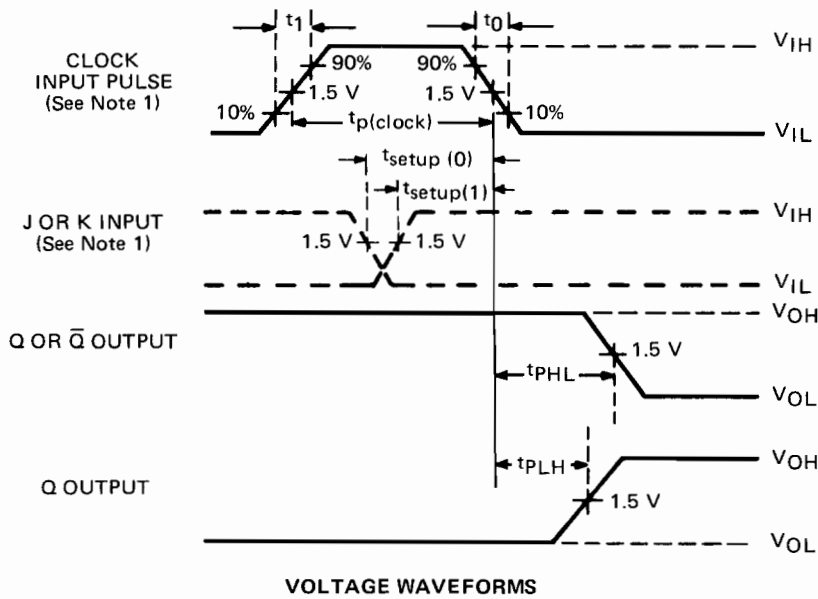 t1
t0
VIH
CLOCK
INPUT PULSE
(See Note 1)
90%
90%
1.5 V
1.5 V
10%
10%
tp(clock)
VIL
tsetup (0)
tsetup(1)
J OR K INPUT
(See Note 1)
VIH
1.5 V
1.5 V
VIL
VOH
Q OR Q̅ OUTPUT
1.5 V
tPHL
VOL
tPLH
VOH
Q OUTPUT
1.5 V
VOL
VOLTAGE WAVEFORMS